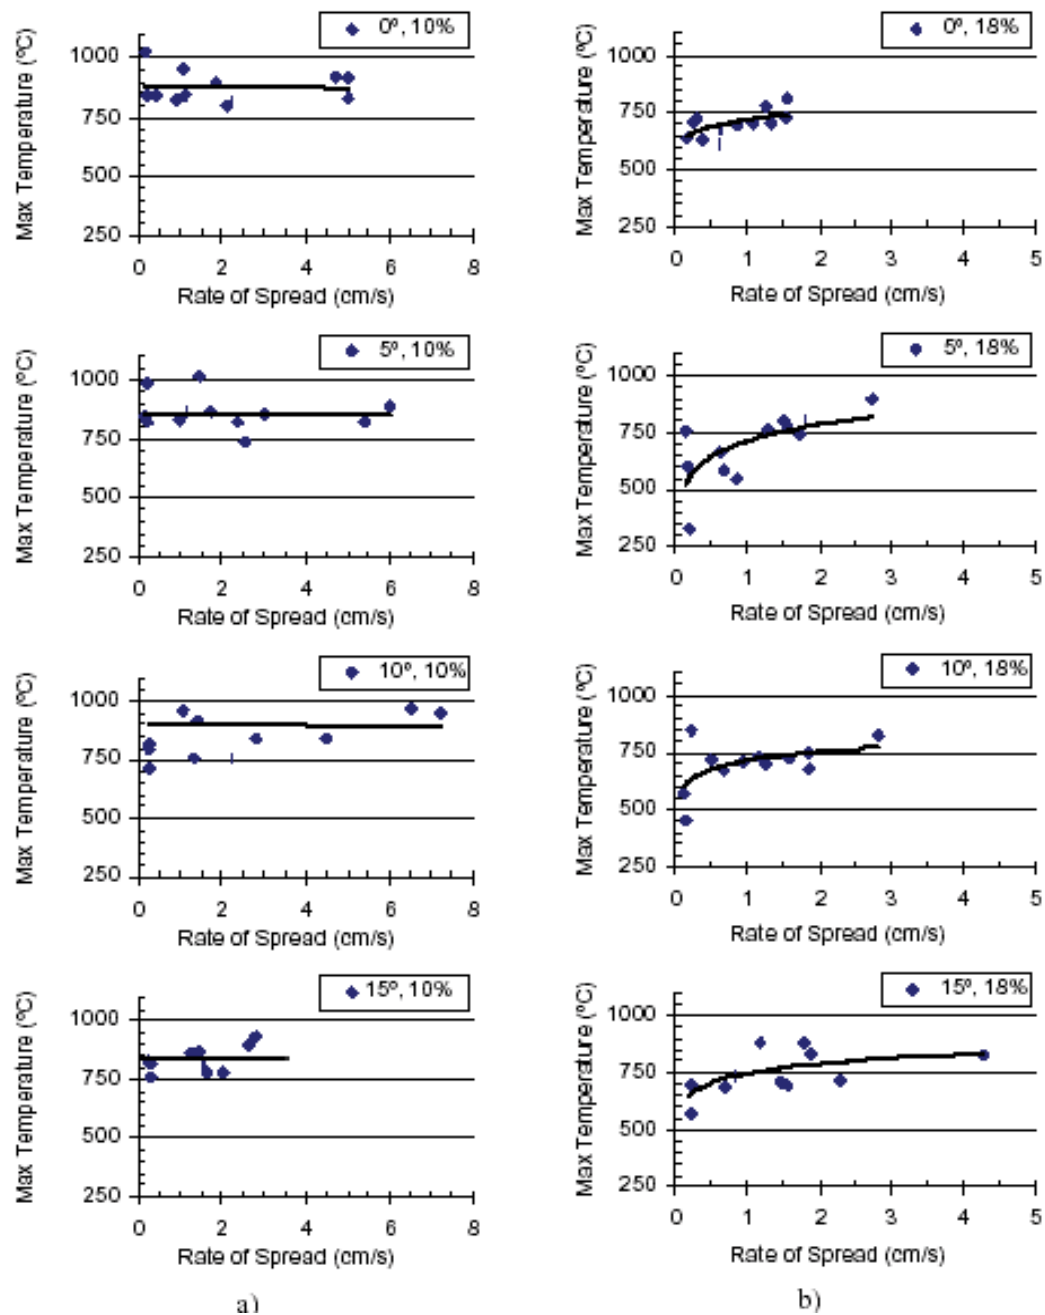 0º, 10%
Max Temperature (ºC)
1000
750
500
250
0 2 4 6 8
Rate of Spread (cm/s)
0º, 18%
Max Temperature (ºC)
1000
750
500
250
0 1 2 3 4 5
Rate of Spread (cm/s)
5º, 10%
Max Temperature (ºC)
1000
750
500
250
0 2 4 6 8
Rate of Spread (cm/s)
5º, 18%
Max Temperature (ºC)
1000
750
500
250
0 1 2 3 4 5
Rate of Spread (cm/s)
10º, 10%
Max Temperature (ºC)
1000
750
500
250
0 2 4 6 8
Rate of Spread (cm/s)
10º, 18%
Max Temperature (ºC)
1000
750
500
250
0 1 2 3 4 5
Rate of Spread (cm/s)
15º, 10%
Max Temperature (ºC)
1000
750
500
250
0 2 4 6 8
Rate of Spread (cm/s)
15º, 18%
Max Temperature (ºC)
1000
750
500
250
0 1 2 3 4 5
Rate of Spread (cm/s)
a)
b)